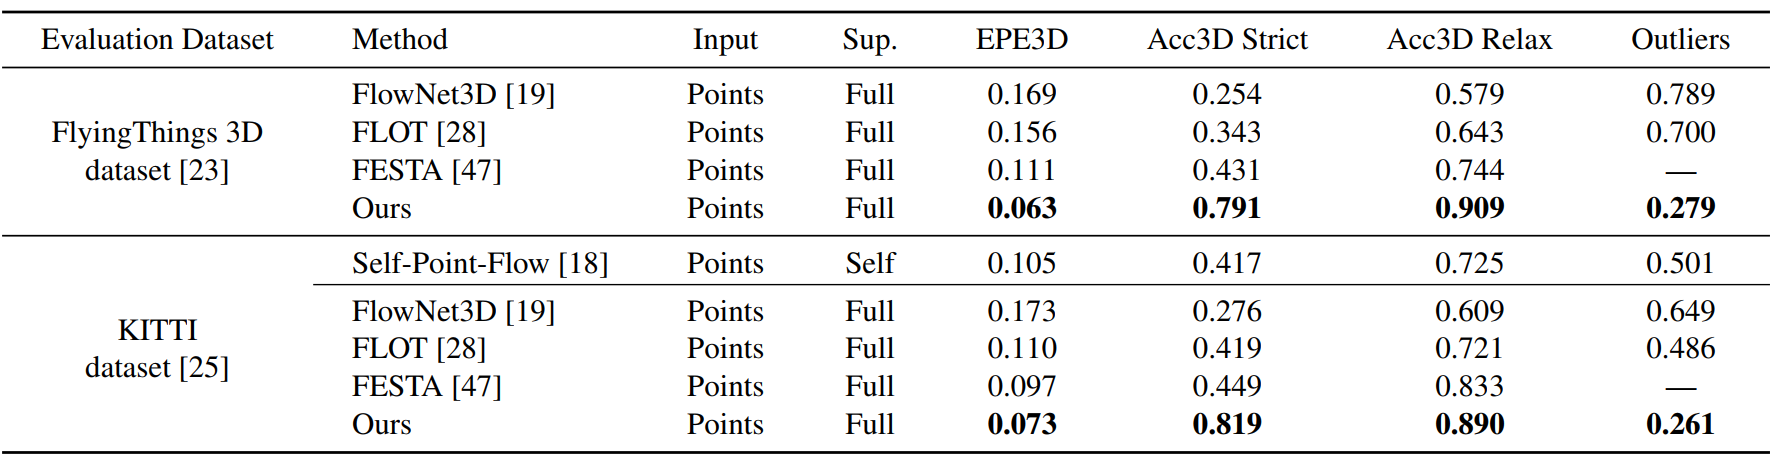 Evaluation Dataset Method Input Sup. EPE3D Acc3D Strict Acc3D Relax Outliers
FlowNet3D [19] Points Full 0.169 0.254 0.579 0.789
FlyingThings 3D FLOT [28] Points Full 0.156 0.343 0.643 0.700
dataset [23] FESTA [47] Points Full 0.111 0.431 0.744 —
Ours Points Full 0.063 0.791 0.909 0.279
Self-Point-Flow [18] Points Self 0.105 0.417 0.725 0.501
FlowNet3D [19] Points Full 0.173 0.276 0.609 0.649
KITTI
FLOT [28] Points Full 0.110 0.419 0.721 0.486
dataset [25]
FESTA [47] Points Full 0.097 0.449 0.833 —
Ours Points Full 0.073 0.819 0.890 0.261